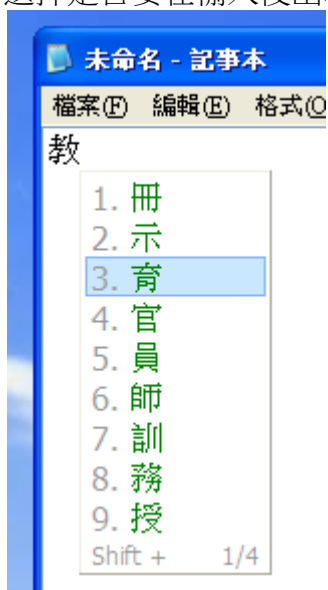 未命名 - 記事本
檔案(F) 編輯(E) 格式(O
教
1. 冊
2. 示
3. 育
4. 官
5. 員
6. 師
7. 訓
8. 務
9. 授
Shift + 1/4